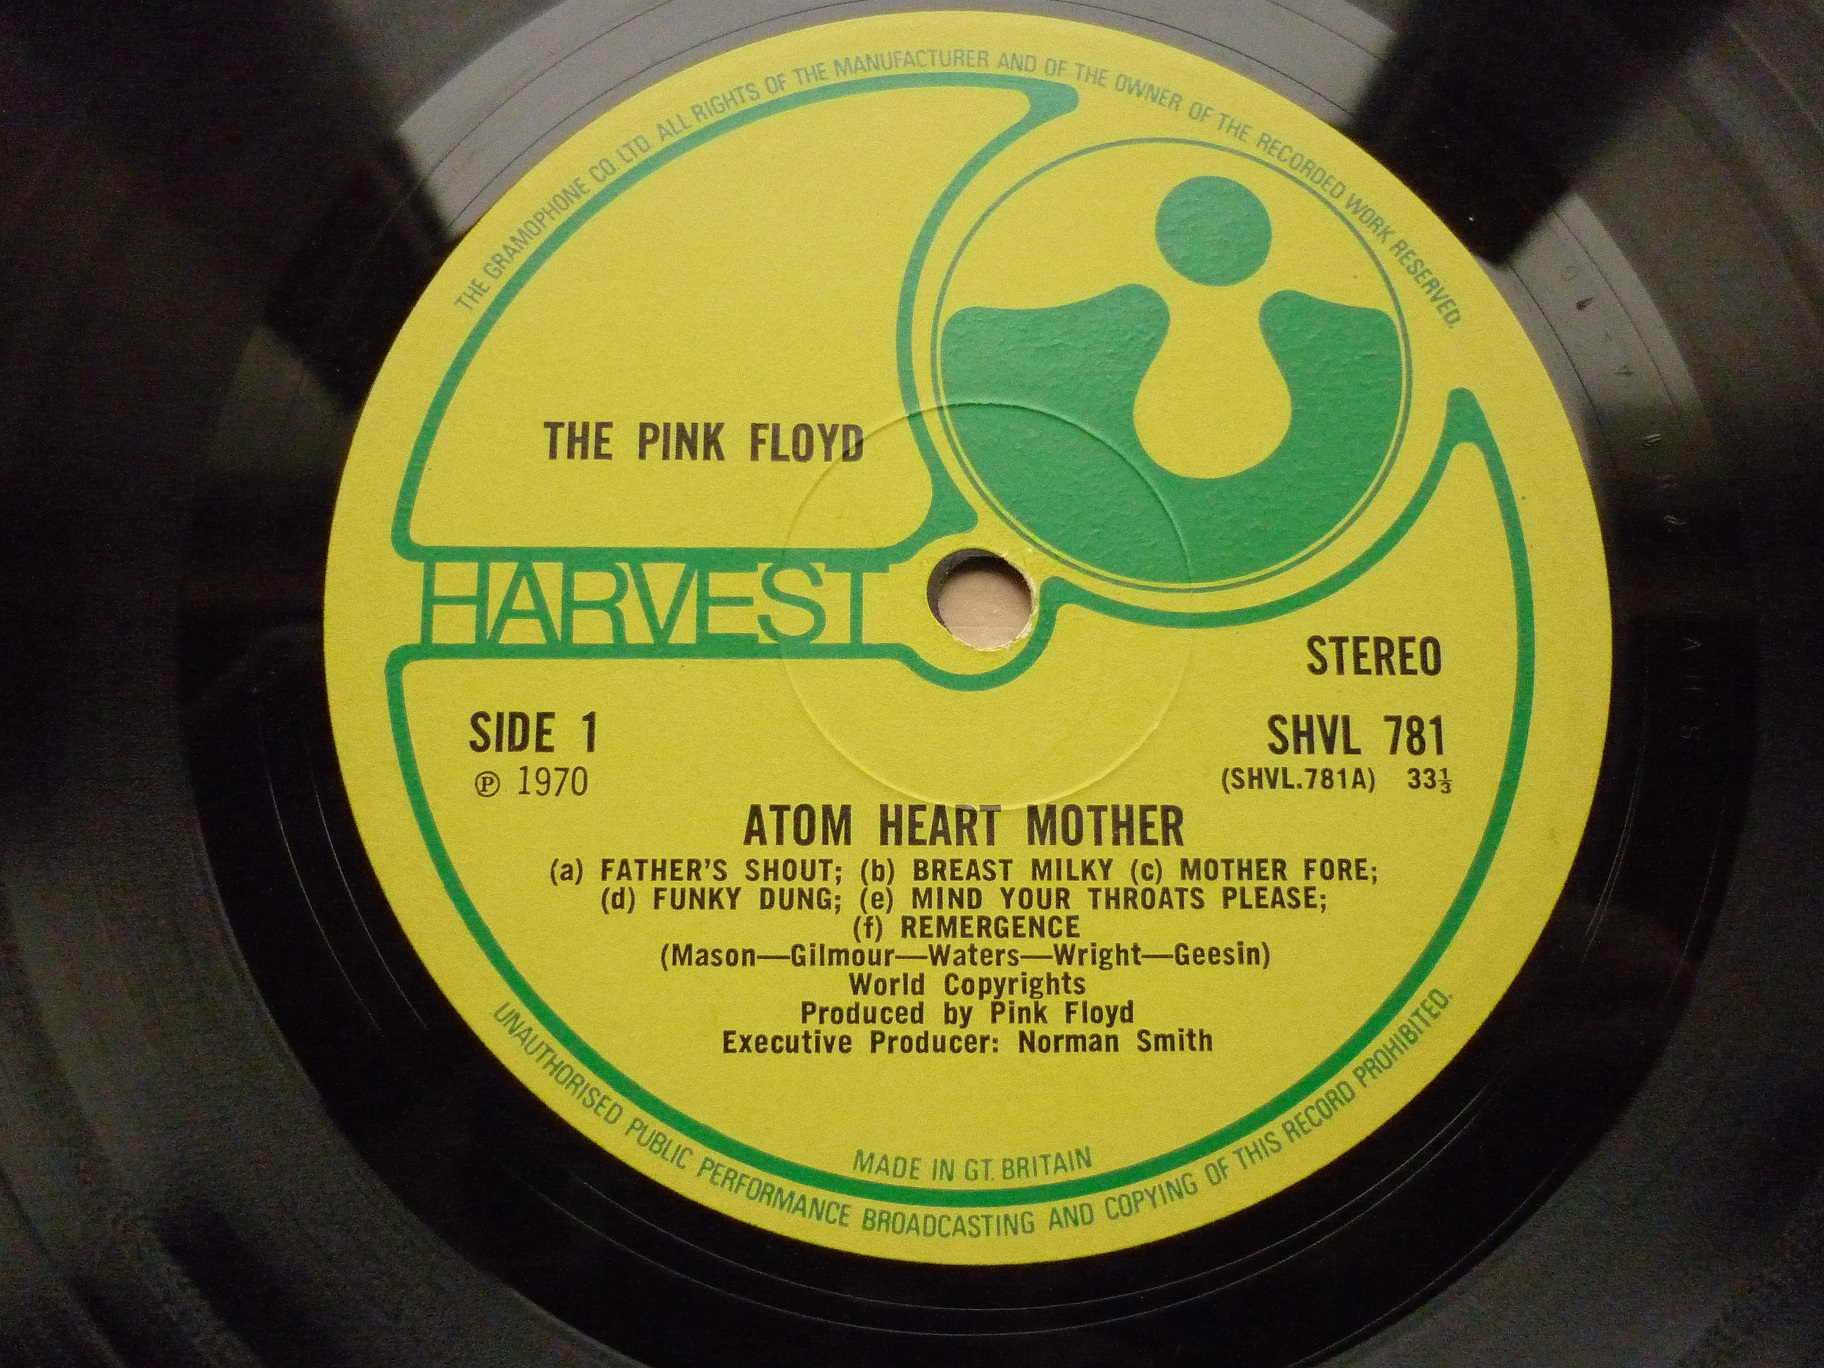 THE GRAMOPHONE CO. LTD. ALL RIGHTS OF THE MANUFACTURER AND OF THE OWNER OF THE RECORDED WORK RESERVED.
THE PINK FLOYD
HARVEST
STEREO
SIDE 1
SHVL 781
℗ 1970
(SHVL.781A) 33⅓
ATOM HEART MOTHER
(a) FATHER'S SHOUT; (b) BREAST MILKY (c) MOTHER FORE;
(d) FUNKY DUNG; (e) MIND YOUR THROATS PLEASE;
(f) REMERGENCE
(Mason—Gilmour—Waters—Wright—Geesin)
World Copyrights
Produced by Pink Floyd
Executive Producer: Norman Smith
MADE IN GT. BRITAIN
UNAUTHORISED PUBLIC PERFORMANCE BROADCASTING AND COPYING OF THIS RECORD PROHIBITED.